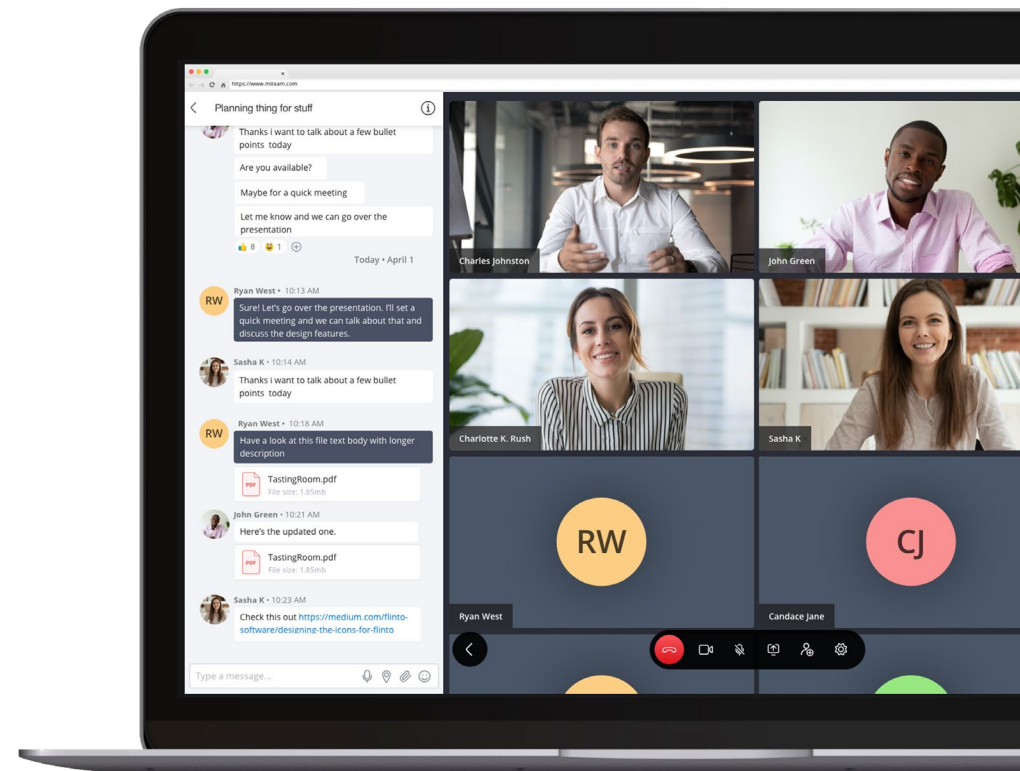 https://www.miteam.com
Planning thing for stuff
Thanks i want to talk about a few bullet
points today
Are you available?
Maybe for a quick meeting
Let me know and we can go over the
presentation
8 1
Today • April 1
RW
Ryan West • 10:13 AM
Sure! Let's go over the presentation. I'll set a
quick meeting and we can talk about that and
discuss the design features.
Sasha K • 10:14 AM
Thanks i want to talk about a few bullet
points today
RW
Ryan West • 10:18 AM
Have a look at this file text body with longer
description
PDF
TastingRoom.pdf
File size: 1.85mb
John Green • 10:21 AM
Here's the updated one.
PDF
TastingRoom.pdf
File size: 1.85mb
Sasha K • 10:23 AM
Check this out https://medium.com/flinto-
software/designing-the-icons-for-flinto
Type a message...
Charles Johnston
John Green
Charlotte K. Rush
Sasha K
RW
Ryan West
CJ
Candace Jane